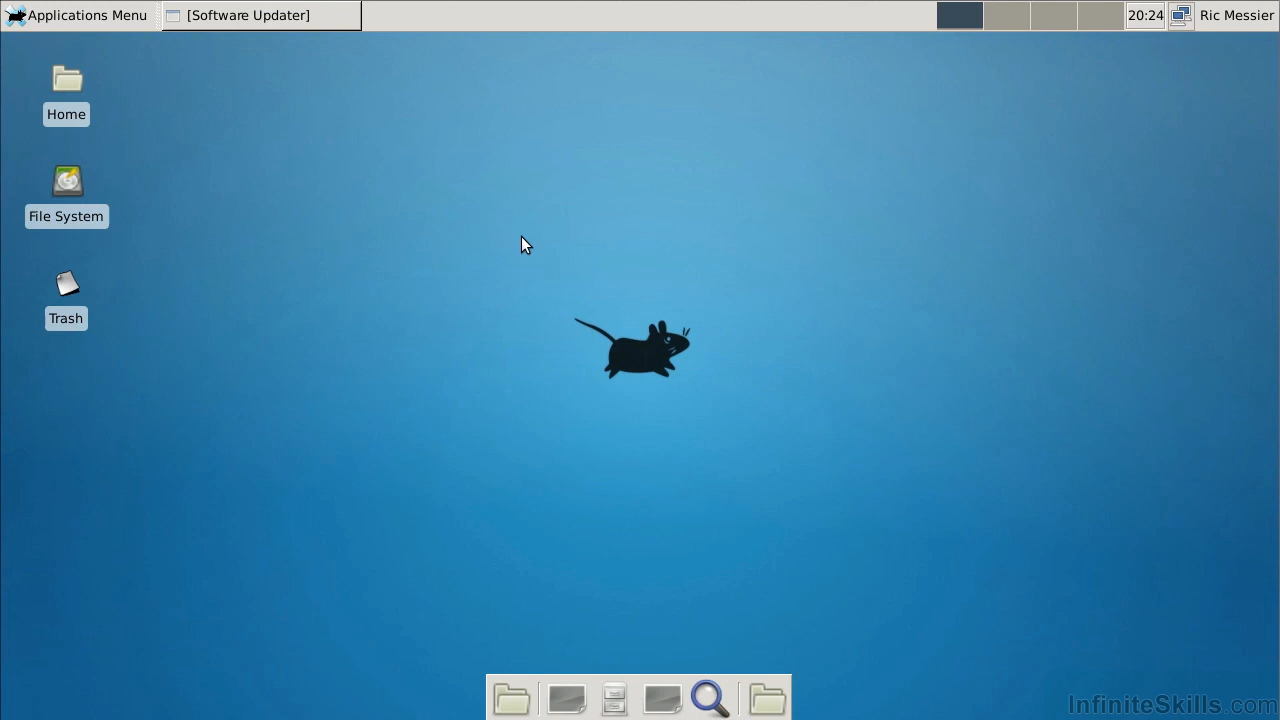 Applications Menu
[Software Updater]
20:24
Ric Messier
Home
File System
Trash
InfiniteSkills.com